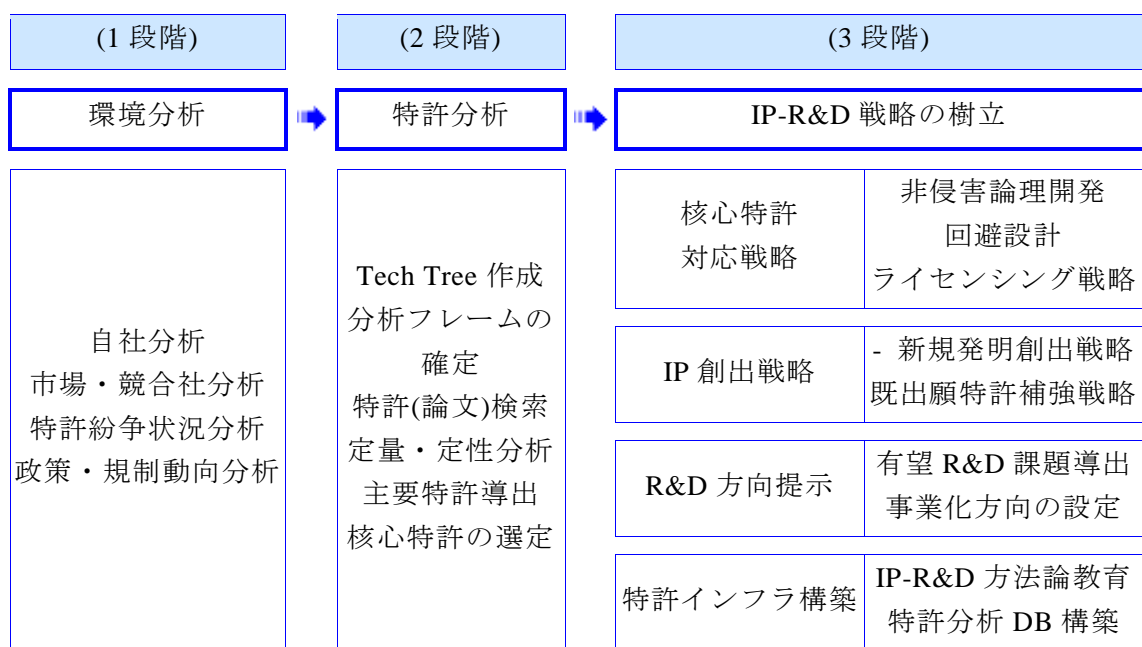 (1 段階)
(2 段階)
(3 段階)
環境分析
特許分析
IP-R&D 戦略の樹立
自社分析
市場・競合社分析
特許紛争状況分析
政策・規制動向分析
Tech Tree 作成
分析フレームの
確定
特許(論文)検索
定量・定性分析
主要特許導出
核心特許の選定
核心特許
対応戦略
非侵害論理開発
回避設計
ライセンシング戦略
IP 創出戦略
- 新規発明創出戦略
既出願特許補強戦略
R&D 方向提示
有望 R&D 課題導出
事業化方向の設定
特許インフラ構築
IP-R&D 方法論教育
特許分析 DB 構築